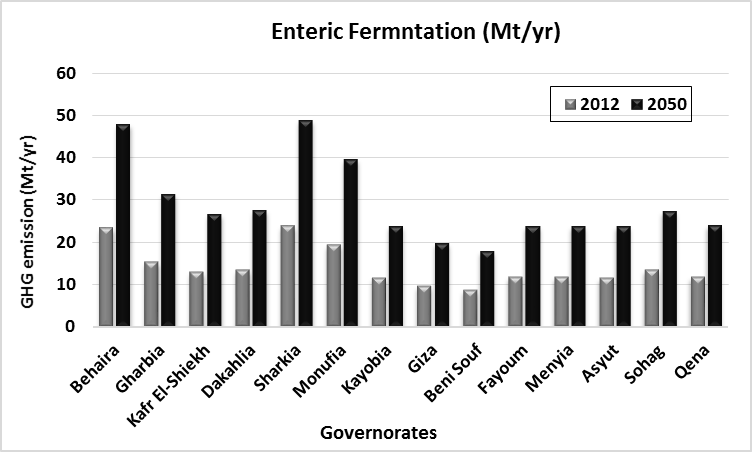 Enteric Fermntation (Mt/yr)
60
50
40
30
20
10
0
GHG emission (Mt/yr)
2012 2050
Behaira
Gharbia
Kafr El-Shiekh
Dakahlia
Sharkia
Monufia
Kayobia
Giza
Beni Souf
Fayoum
Menyia
Asyut
Sohag
Qena
Governorates